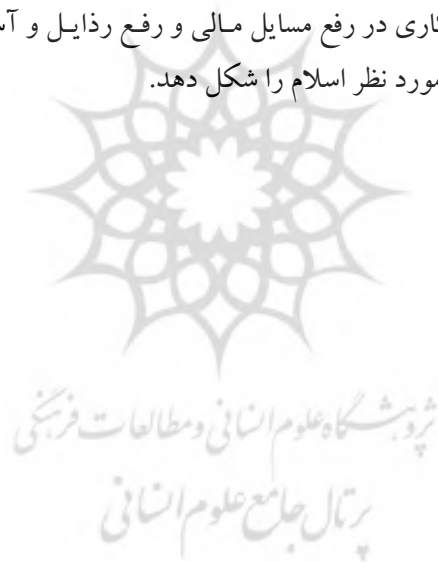 کاری در رفع مسایل مـالی و رفـع رذایـل و
مورد نظر اسلام را شکل دهد.
پژوهشگاه علوم انسانی و مطالعات فرهنگی
پرتال جامع علوم انسانی